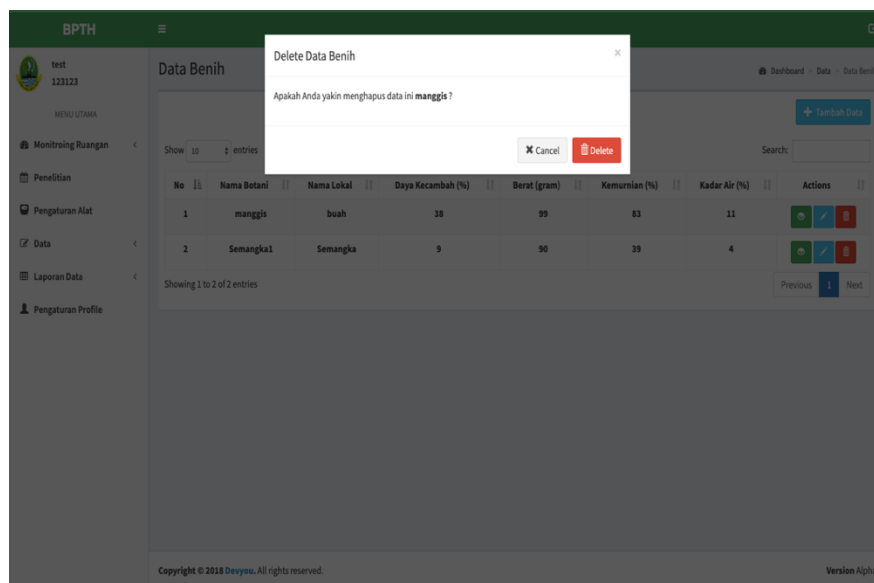 BPTH
test
123123
MENU UTAMA
Monitroing Ruangan
Penelitian
Pengaturan Alat
Data
Laporan Data
Pengaturan Profile
Delete Data Benih
×
Apakah Anda yakin menghapus data ini manggis ?
Cancel Delete
Data Benih
Dashboard Data Data Benih
Tambah Data
Show 10 entries
Search:
No Nama Botani Nama Lokal Daya Kecambah (%) Berat (gram) Kemurnian (%) Kadar Air (%) Actions
1 manggis buah 38 99 83 11
2 Semangka1 Semangka 9 90 39 4
Showing 1 to 2 of 2 entries
Previous 1 Next
Copyright © 2018 Devyou. All rights reserved.
Version Alpha